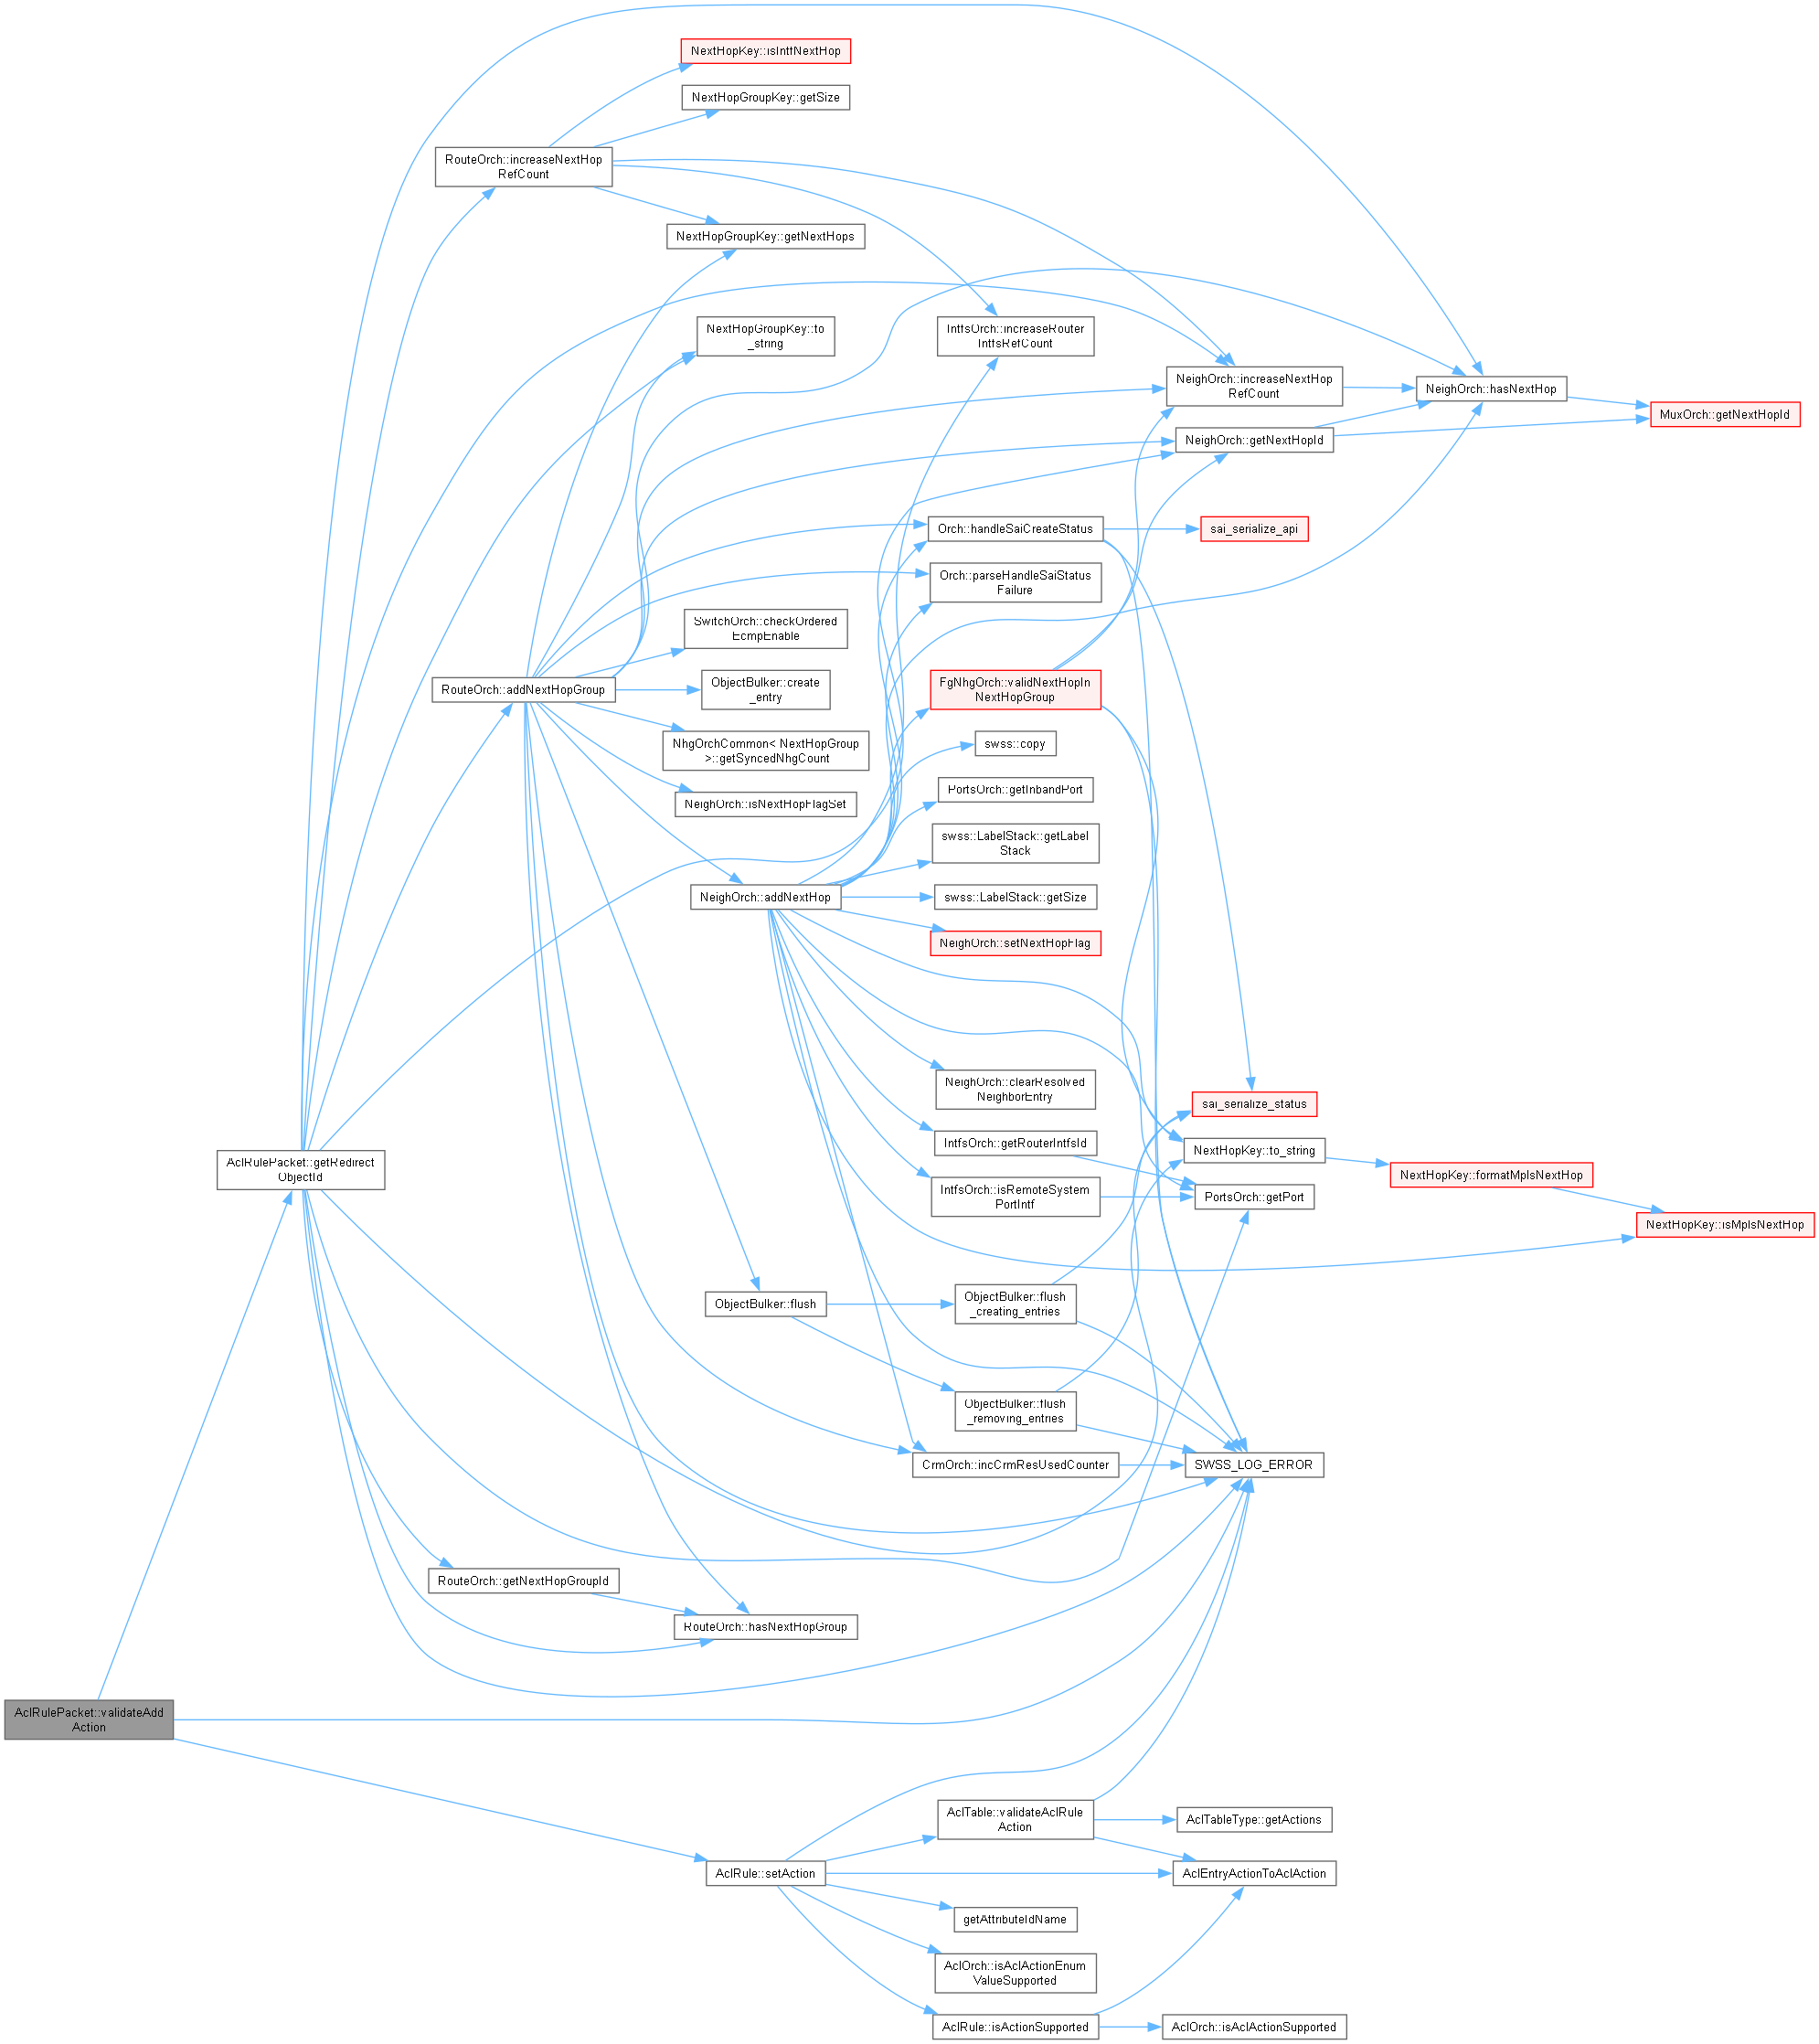 NextHopKey::isIntfNextHop
NextHopGroupKey::getSize
RouteOrch::increaseNextHop
RefCount
NextHopGroupKey::getNextHops
NextHopGroupKey::to
_string
IntfsOrch::increaseRouter
IntfsRefCount
NeighOrch::increaseNextHop
RefCount
NeighOrch::hasNextHop
MuxOrch::getNextHopId
NeighOrch::getNextHopId
Orch::handleSaiCreateStatus
sai_serialize_api
Orch::parseHandleSaiStatus
Failure
SwitchOrch::checkOrdered
EcmpEnable
RouteOrch::addNextHopGroup
ObjectBulker::create
_entry
FgNhgOrch::validNextHopIn
NextHopGroup
NhgOrchCommon< NextHopGroup
>::getSyncedNhgCount
swss::copy
NeighOrch::isNextHopFlagSet
PortsOrch::getInbandPort
swss::LabelStack::getLabel
Stack
NeighOrch::addNextHop
swss::LabelStack::getSize
NeighOrch::setNextHopFlag
NeighOrch::clearResolved
NeighborEntry
sai_serialize_status
IntfsOrch::getRouterIntfsId
NextHopKey::to_string
AclRulePacket::getRedirect
ObjectId
NextHopKey::formatMplsNextHop
IntfsOrch::isRemoteSystem
PortIntf
PortsOrch::getPort
NextHopKey::isMplsNextHop
ObjectBulker::flush
ObjectBulker::flush
_creating_entries
ObjectBulker::flush
_removing_entries
CrmOrch::incCrmResUsedCounter
SWSS_LOG_ERROR
RouteOrch::getNextHopGroupId
RouteOrch::hasNextHopGroup
AclRulePacket::validateAdd
Action
AclTable::validateAclRule
Action
AclTableType::getActions
AclRule::setAction
AclEntryActionToAclAction
getAttributeIdName
AclOrch::isAclActionEnum
ValueSupported
AclRule::isActionSupported
AclOrch::isAclActionSupported